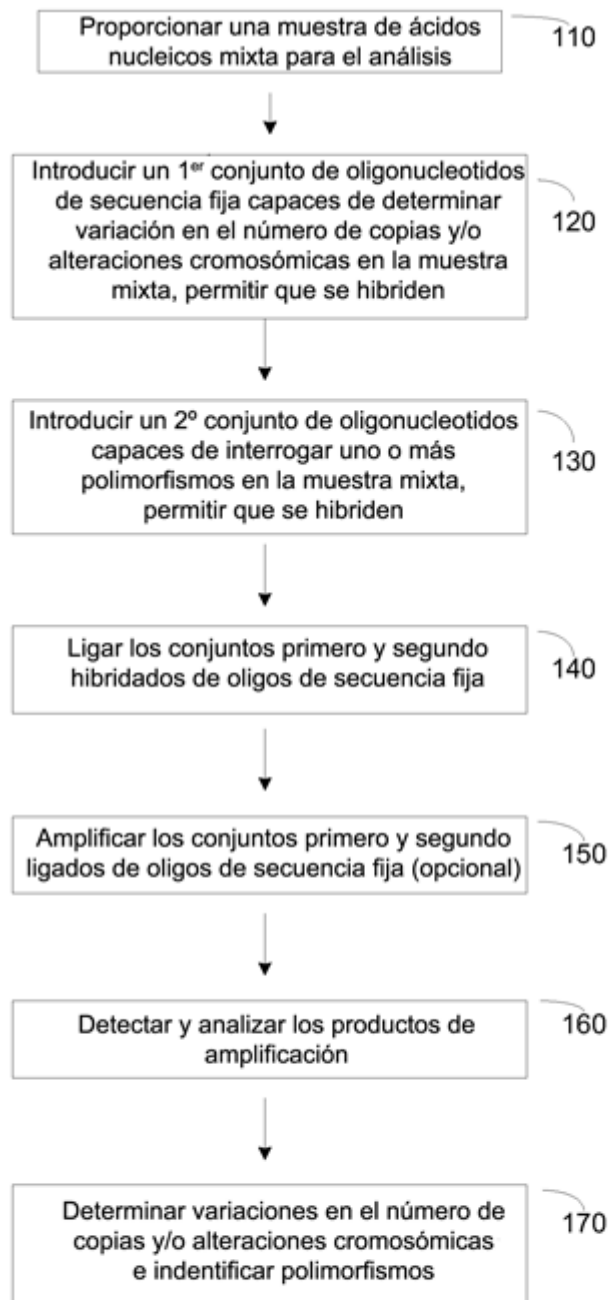 Proporcionar una muestra de ácidos
nucleicos mixta para el análisis
110
Introducir un 1er conjunto de oligonucleotidos
de secuencia fija capaces de determinar
variación en el número de copias y/o
alteraciones cromosómicas en la muestra
mixta, permitir que se hibriden
120
Introducir un 2º conjunto de oligonucleotidos
capaces de interrogar uno o más
polimorfismos en la muestra mixta,
permitir que se hibriden
130
Ligar los conjuntos primero y segundo
hibridados de oligos de secuencia fija
140
Amplificar los conjuntos primero y segundo
ligados de oligos de secuencia fija (opcional)
150
Detectar y analizar los productos de
amplificación
160
Determinar variaciones en el número de
copias y/o alteraciones cromosómicas
e indentificar polimorfismos
170